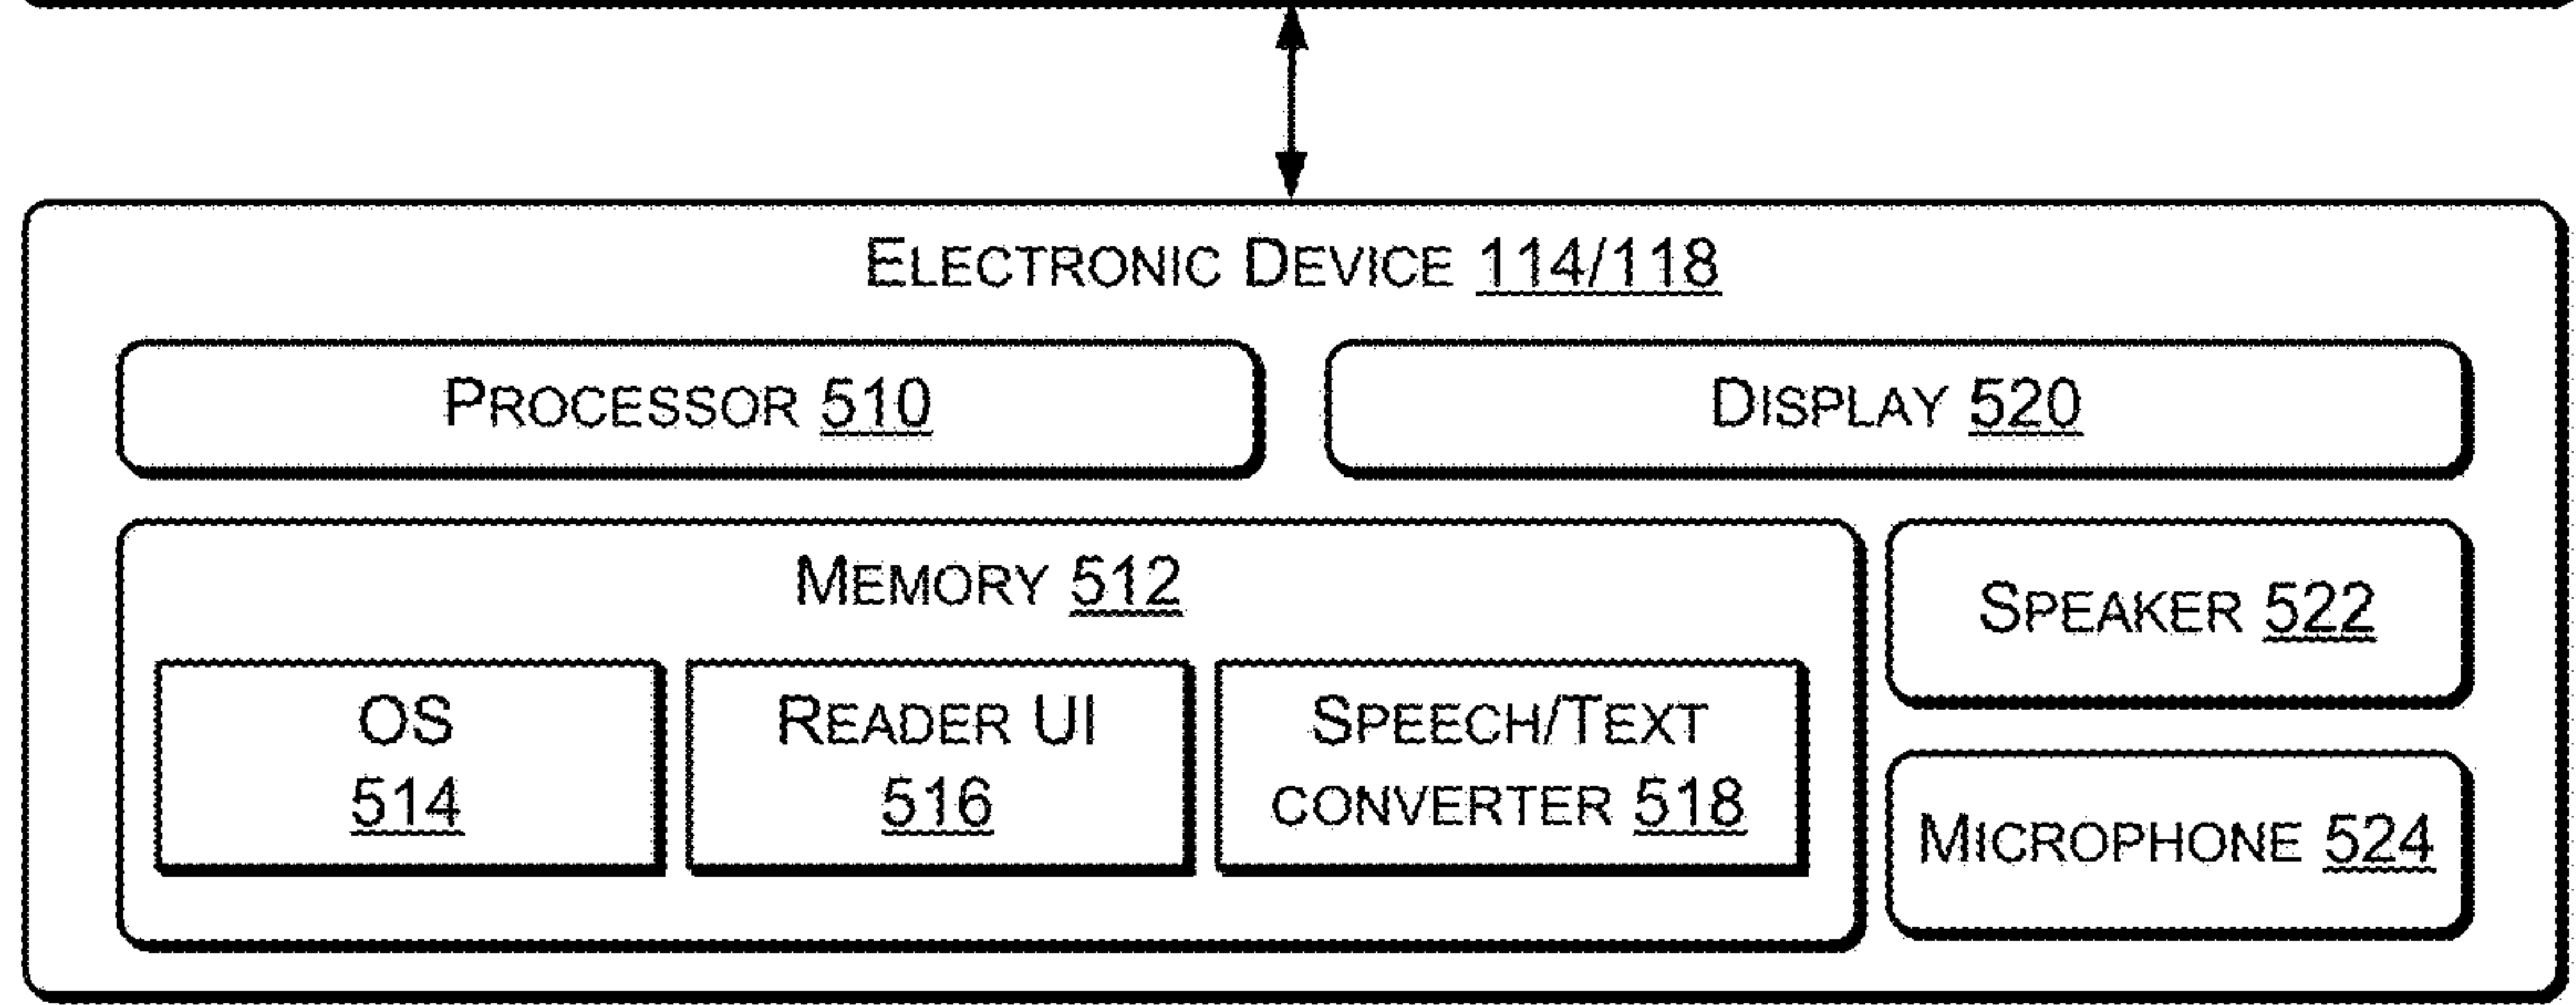 ELECTRONIC DEVICE 114/118
PROCESSOR 510
DISPLAY 520
MEMORY 512
OS
514
READER UI
516
SPEECH/TEXT
CONVERTER 518
SPEAKER 522
MICROPHONE 524